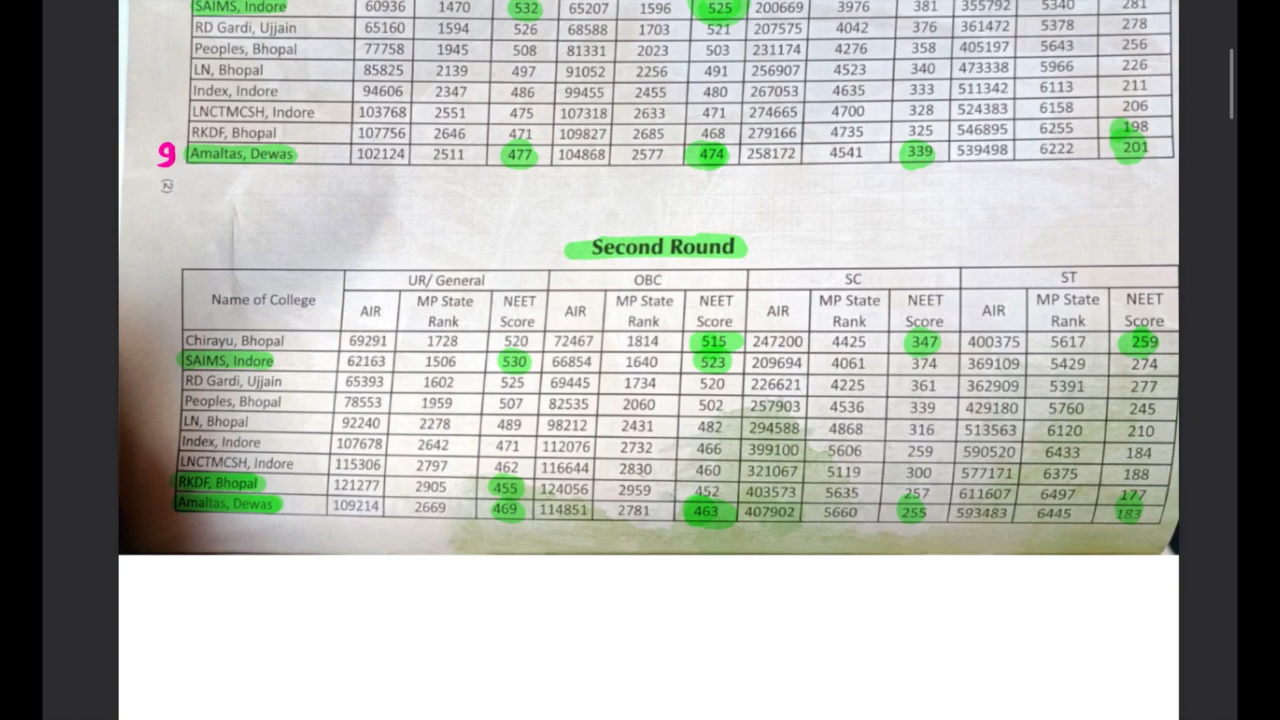 SAIMS, Indore 60936 1470 532 65207 1596 525 200669 3976 381 355792 5340 281
RD Gardi, Ujjain 65160 1594 526 68588 1703 521 207575 4042 376 361472 5378 278
Peoples, Bhopal 77758 1945 508 81331 2023 503 231174 4276 358 405197 5643 256
LN, Bhopal 85825 2139 497 91052 2256 491 256907 4523 340 473338 5966 226
Index, Indore 94606 2347 486 99455 2455 480 267053 4635 333 511342 6113 211
LNCTMCSH, Indore 103768 2551 475 107318 2633 471 274665 4700 328 524383 6158 206
RKDF, Bhopal 107756 2646 471 109827 2685 468 279166 4735 325 546895 6255 198
9 Amaltas, Dewas 102124 2511 477 104868 2577 474 258172 4541 339 539498 6222 201
(2)
Second Round
UR/ General OBC SC ST
Name of College AIR MP State Rank NEET Score AIR MP State Rank NEET Score AIR MP State Rank NEET Score AIR MP State Rank NEET Score
Chirayu, Bhopal 69291 1728 520 72467 1814 515 247200 4425 347 400375 5617 259
SAIMS, Indore 62163 1506 530 66854 1640 523 209694 4061 374 369109 5429 274
RD Gardi, Ujjain 65393 1602 525 69445 1734 520 226621 4225 361 362909 5391 277
Peoples, Bhopal 78553 1959 507 82535 2060 502 257903 4536 339 429180 5760 245
LN, Bhopal 92240 2278 489 98212 2431 482 294588 4868 316 513563 6120 210
Index, Indore 107678 2642 471 112076 2732 466 399100 5606 259 590520 6433 184
LNCTMCSH, Indore 115306 2797 462 116644 2830 460 321067 5119 300 577171 6375 188
RKDF, Bhopal 121277 2905 455 124056 2959 452 403573 5635 257 611607 6497 177
Amaltas, Dewas 109214 2669 469 114851 2781 463 407902 5660 255 593483 6445 183